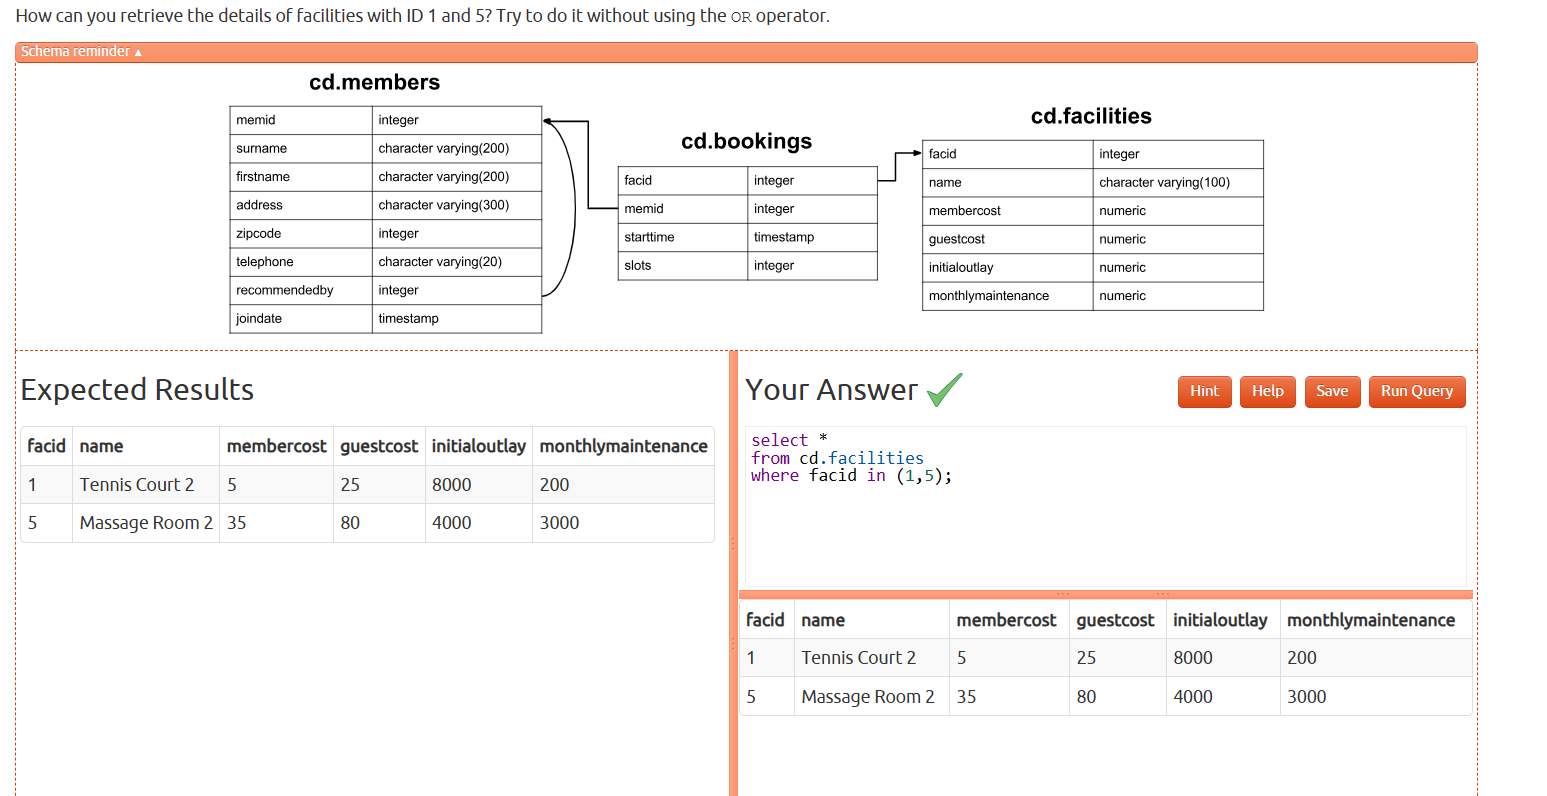 How can you retrieve the details of facilities with ID 1 and 5? Try to do it without using the OR operator.
Schema reminder ▲
cd.members
memid integer
surname character varying(200)
firstname character varying(200)
address character varying(300)
zipcode integer
telephone character varying(20)
recommendedby integer
joindate timestamp
cd.bookings
facid integer
memid integer
starttime timestamp
slots integer
cd.facilities
facid integer
name character varying(100)
membercost numeric
guestcost numeric
initialoutlay numeric
monthlymaintenance numeric
Expected Results
facid name membercost guestcost initialoutlay monthlymaintenance
1 Tennis Court 2 5 25 8000 200
5 Massage Room 2 35 80 4000 3000
Your Answer
Hint Help Save Run Query
select *
from cd.facilities
where facid in (1,5);
facid name membercost guestcost initialoutlay monthlymaintenance
1 Tennis Court 2 5 25 8000 200
5 Massage Room 2 35 80 4000 3000